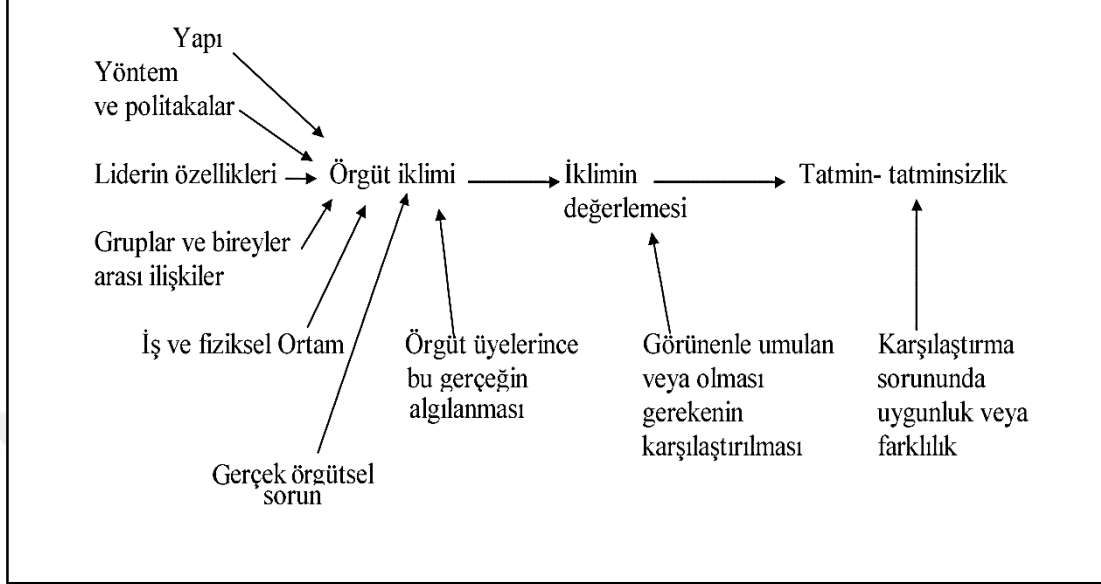 Yapı
Yöntem
ve politakalar
Liderin özellikleri
Örgüt iklimi
İklimin
değerlemesi
Tatmin- tatminsizlik
Gruplar ve bireyler
arası ilişkiler
İş ve fiziksel Ortam
Örgüt üyelerince
bu gerçeğin
algılanması
Görünenle umulan
veya olması
gerekenin
karşılaştırılması
Karşılaştırma
sorununda
uygunluk veya
farklılık
Gerçek örgütsel
sorun